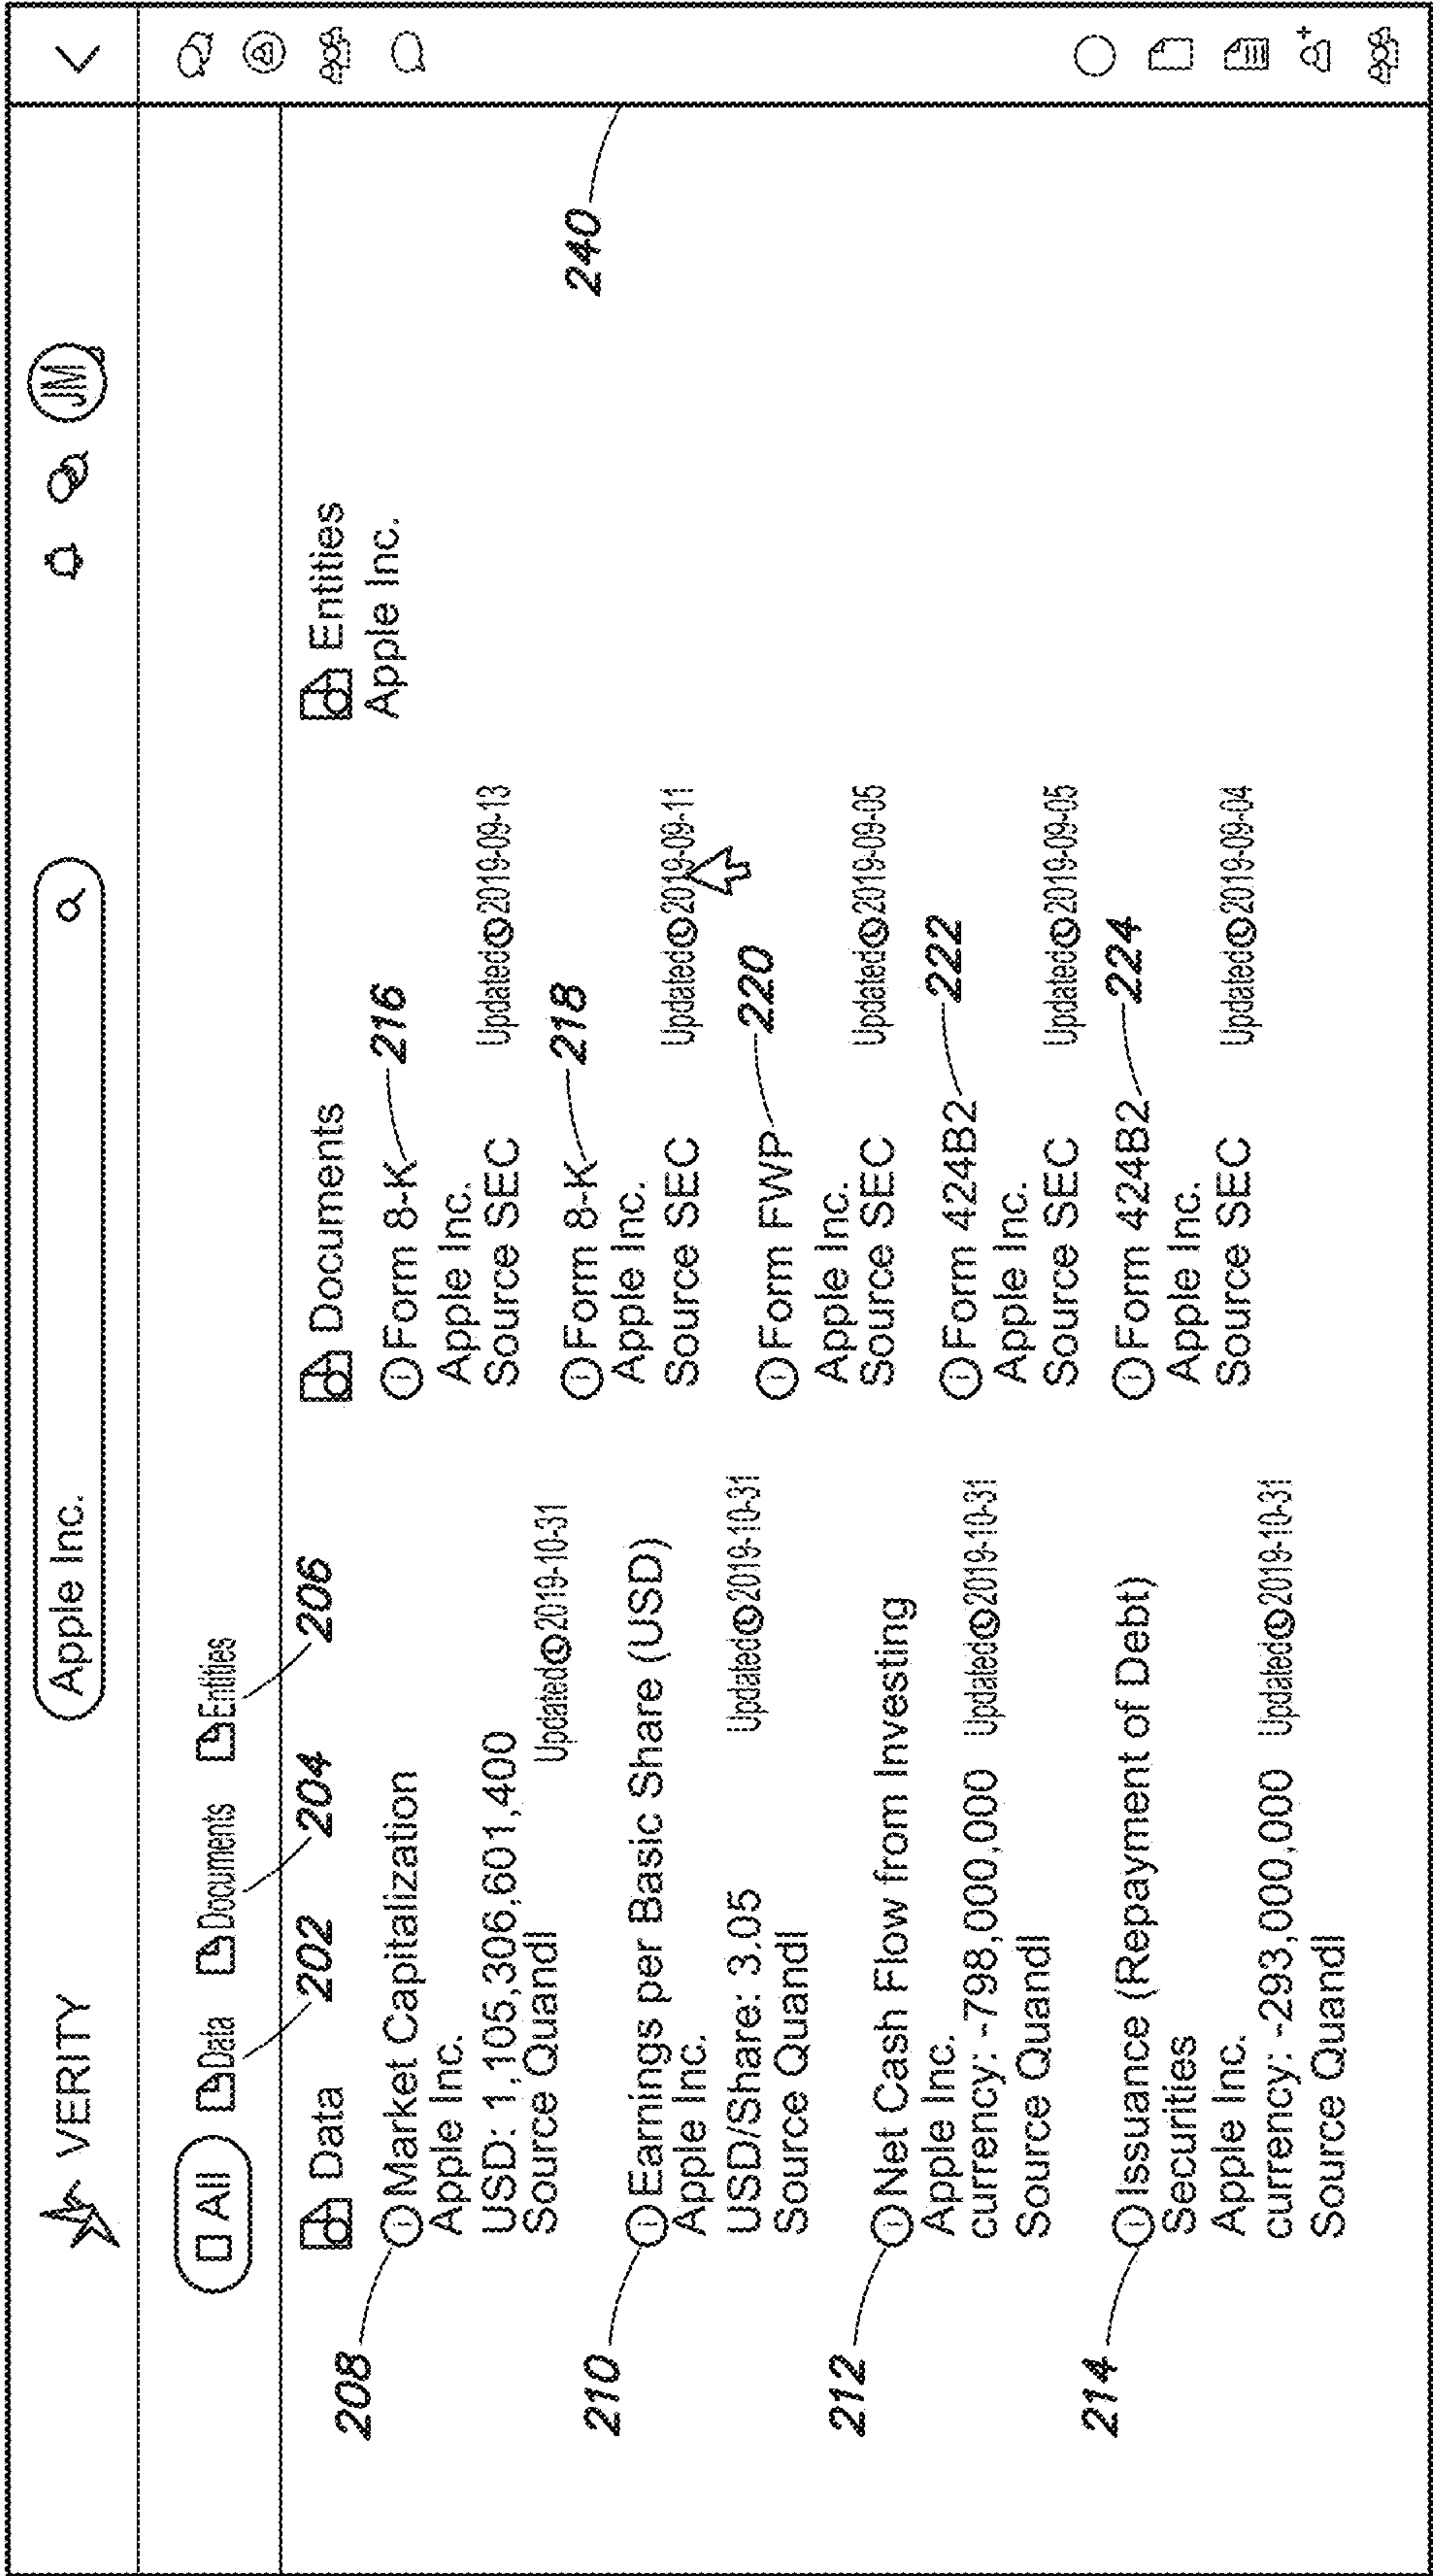 VERITY
Apple Inc.
JM
All
Data
Documents
Entities
202
204
206
Data
208
Market Capitalization
Apple Inc.
USD: 1,105,306,601,400
Source Quandl
Updated 2019-10-31
210
Earnings per Basic Share (USD)
Apple Inc.
USD/Share: 3.05
Updated 2019-10-31
Source Quandl
212
Net Cash Flow from Investing
Apple Inc.
currency: -798,000,000 Updated 2019-10-31
Source Quandl
214
Issuance (Repayment of Debt)
Securities
Apple Inc.
currency: -293,000,000 Updated 2019-10-31
Source Quandl
Documents
Form 8-K
216
Apple Inc.
Source SEC
Updated 2019-09-13
Form 8-K
218
Apple Inc.
Source SEC
Updated 2019-09-11
Form FWP
220
Apple Inc.
Source SEC
Updated 2019-09-05
Form 424B2
222
Apple Inc.
Source SEC
Updated 2019-09-05
Form 424B2
224
Apple Inc.
Source SEC
Updated 2019-09-04
Entities
Apple Inc.
240